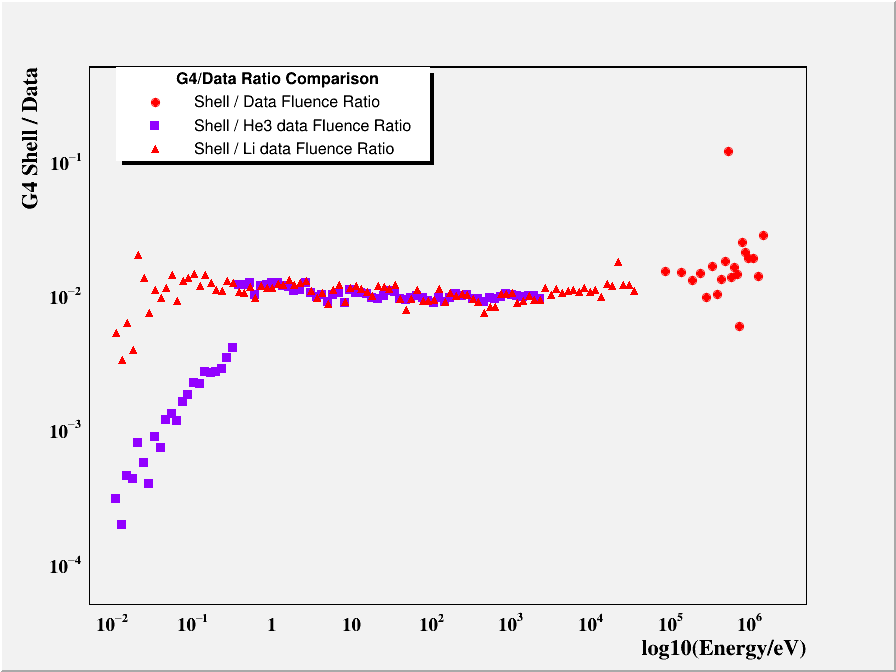 G4/Data Ratio Comparison
Shell / Data Fluence Ratio
Shell / He3 data Fluence Ratio
Shell / Li data Fluence Ratio
G4 Shell / Data
10⁻¹
10⁻²
10⁻³
10⁻⁴
10⁻² 10⁻¹ 1 10 10² 10³ 10⁴ 10⁵ 10⁶
log10(Energy/eV)